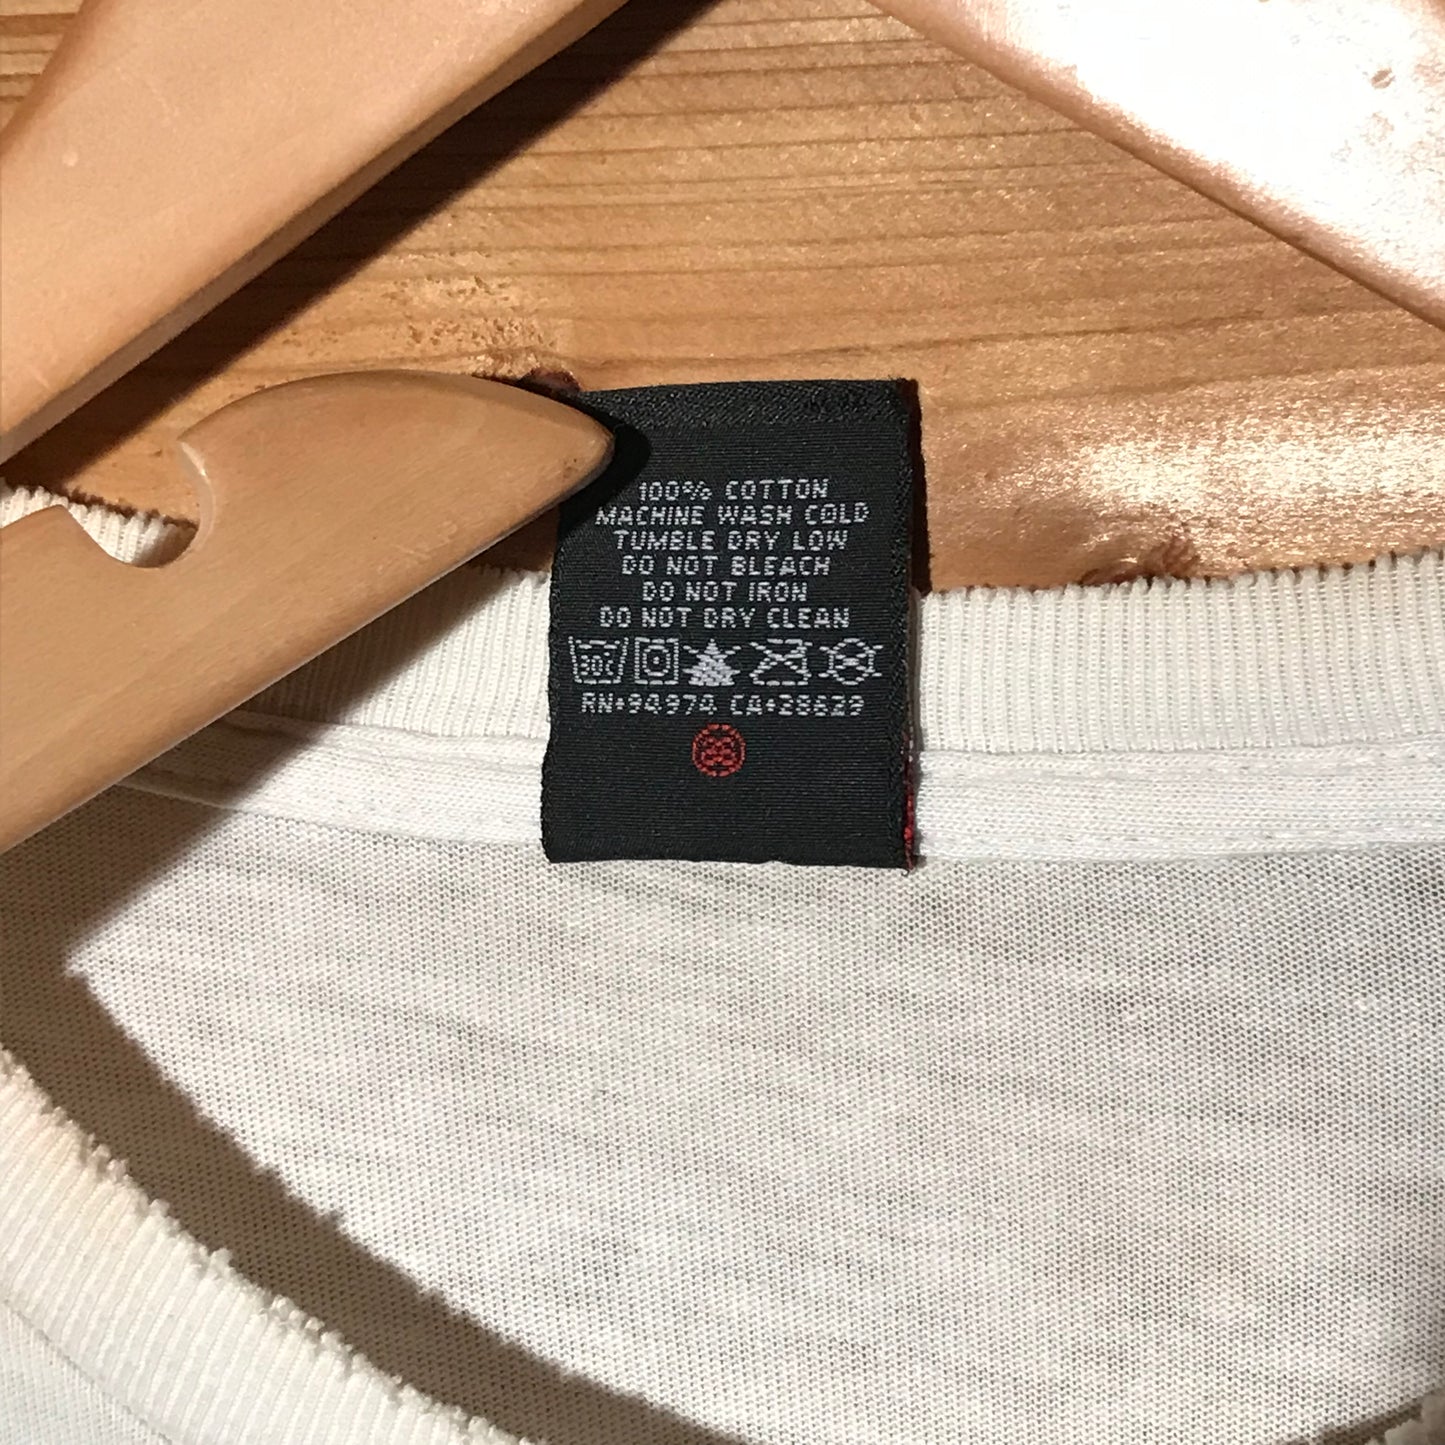 100% COTTON
MACHINE WASH COLD
TUMBLE DRY LOW
DO NOT BLEACH
DO NOT IRON
DO NOT DRY CLEAN
30C
RN♦94974 CA♦28629